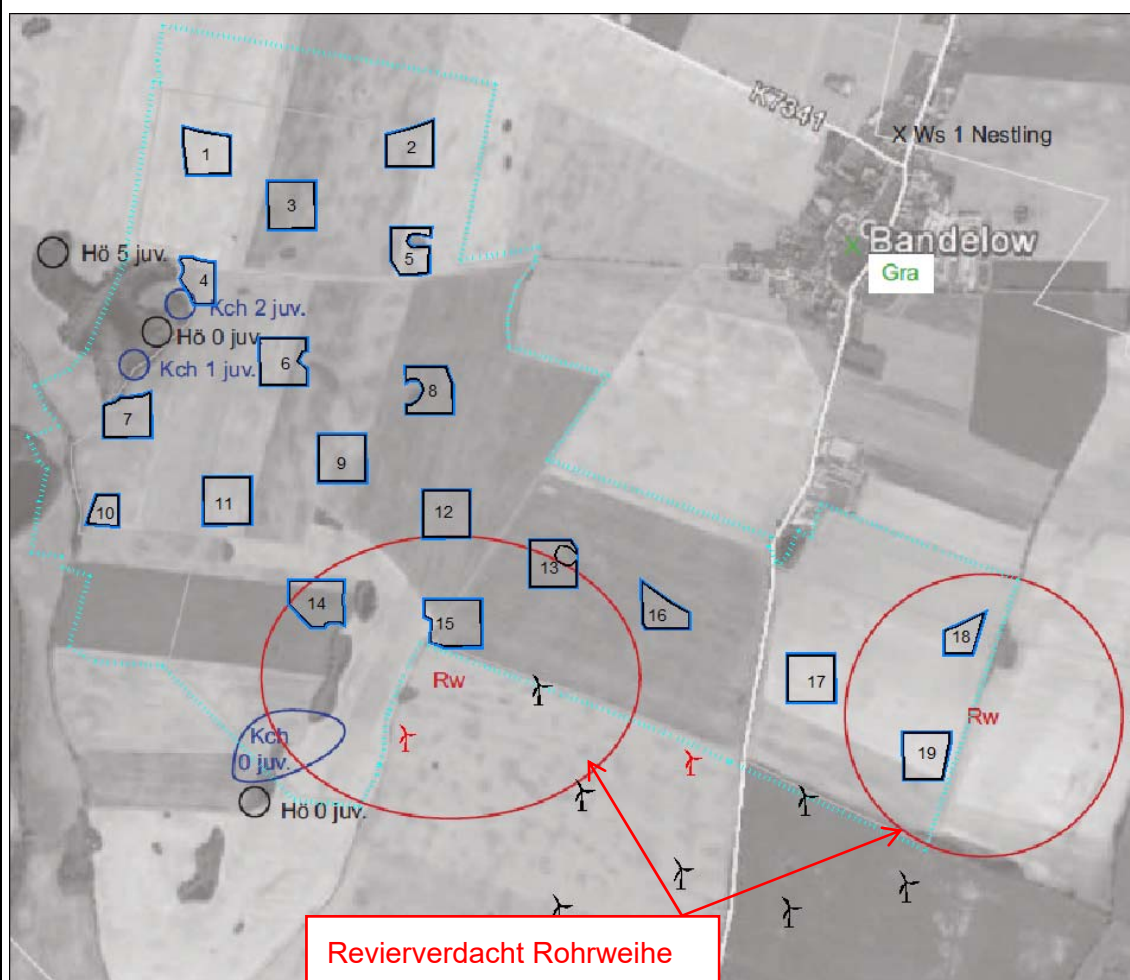 K7341
X Ws 1 Nestling
1
2
3
X Bandelow
Gra
Hö 5 juv.
5
4
Kch 2 juv.
Hö 0 juv.
6
Kch 1 juv.
8
7
9
11
10
12
13
14
15
16
18
17
Rw
Rw
Kch
0 juv.
19
Hö 0 juv.
Revierverdacht Rohrweihe